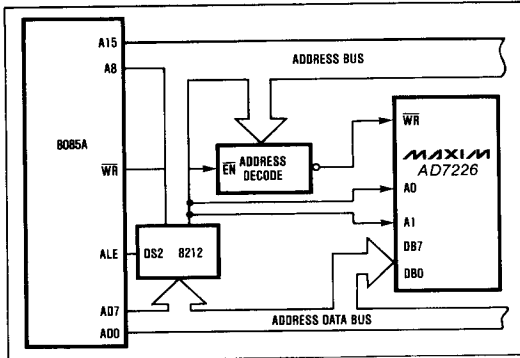 A15
A8
8085A
WR
ALE
AD7
AD0
ADDRESS BUS
EN ADDRESS
DECODE
DS2 8212
WR
MAXIM
AD7226
A0
A1
DB7
DB0
ADDRESS DATA BUS